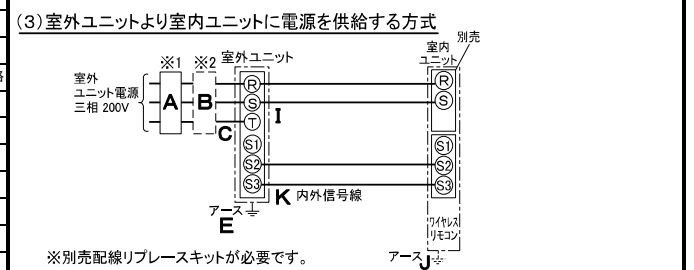 (3)室外ユニットより室内ユニットに電源を供給する方式
別売
※1 ※2 室外ユニット
室内
ユニット
室外
ユニット電源
三相 200V
A B
R
S
T
S1
S2
S3
C
I
R
S
S1
S2
S3
K 内外信号線
アース
E
ワイヤレス
リモコン
アース J
※別売配線リプレースキットが必要です。